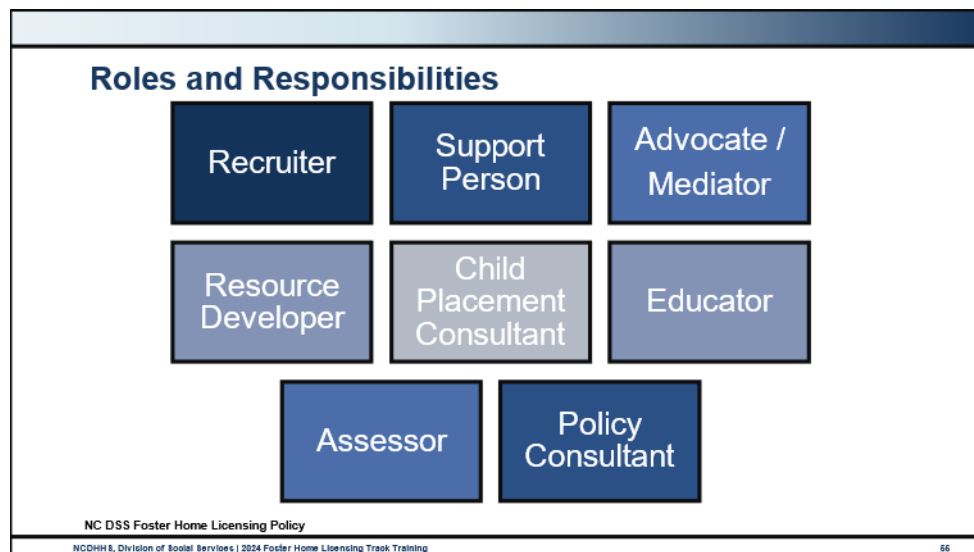 Roles and Responsibilities
Recruiter
Support
Person
Advocate /
Mediator
Resource
Developer
Child
Placement
Consultant
Educator
Assessor
Policy
Consultant
NC DSS Foster Home Licensing Policy
NCDHHS, Division of Social Services | 2024 Foster Home Licensing Track Training
55